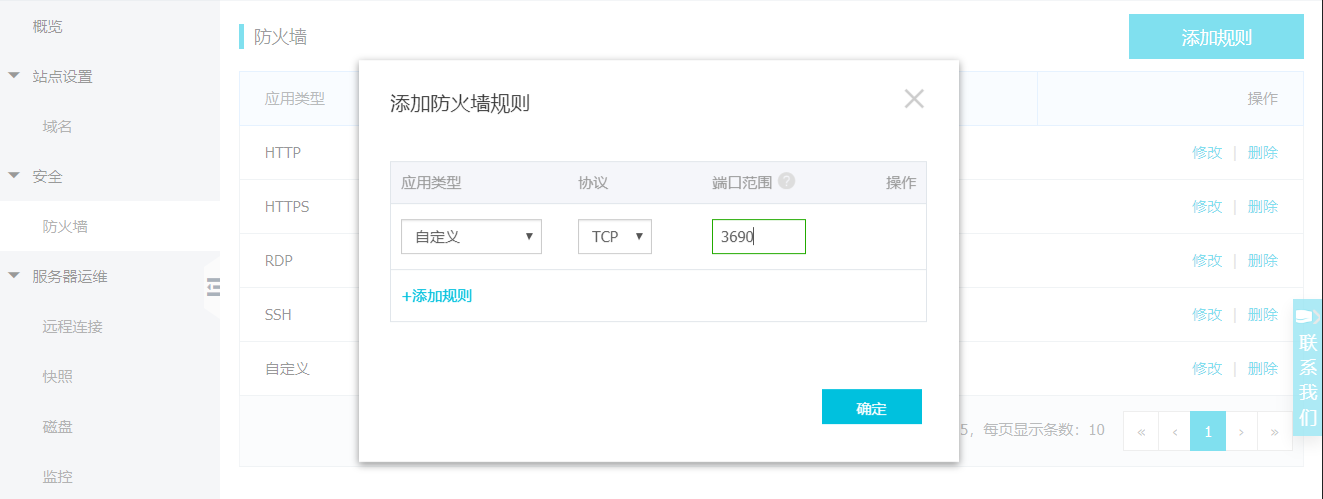 概览
站点设置
域名
安全
防火墙
服务器运维
远程连接
快照
磁盘
监控
防火墙
添加规则
应用类型
操作
HTTP
修改 | 删除
HTTPS
修改 | 删除
RDP
修改 | 删除
SSH
修改 | 删除
自定义
修改 | 删除
5，每页显示条数：10
« ‹ 1 › »
添加防火墙规则
应用类型 协议 端口范围 ? 操作
自定义 TCP 3690
+添加规则
确定
联系我们